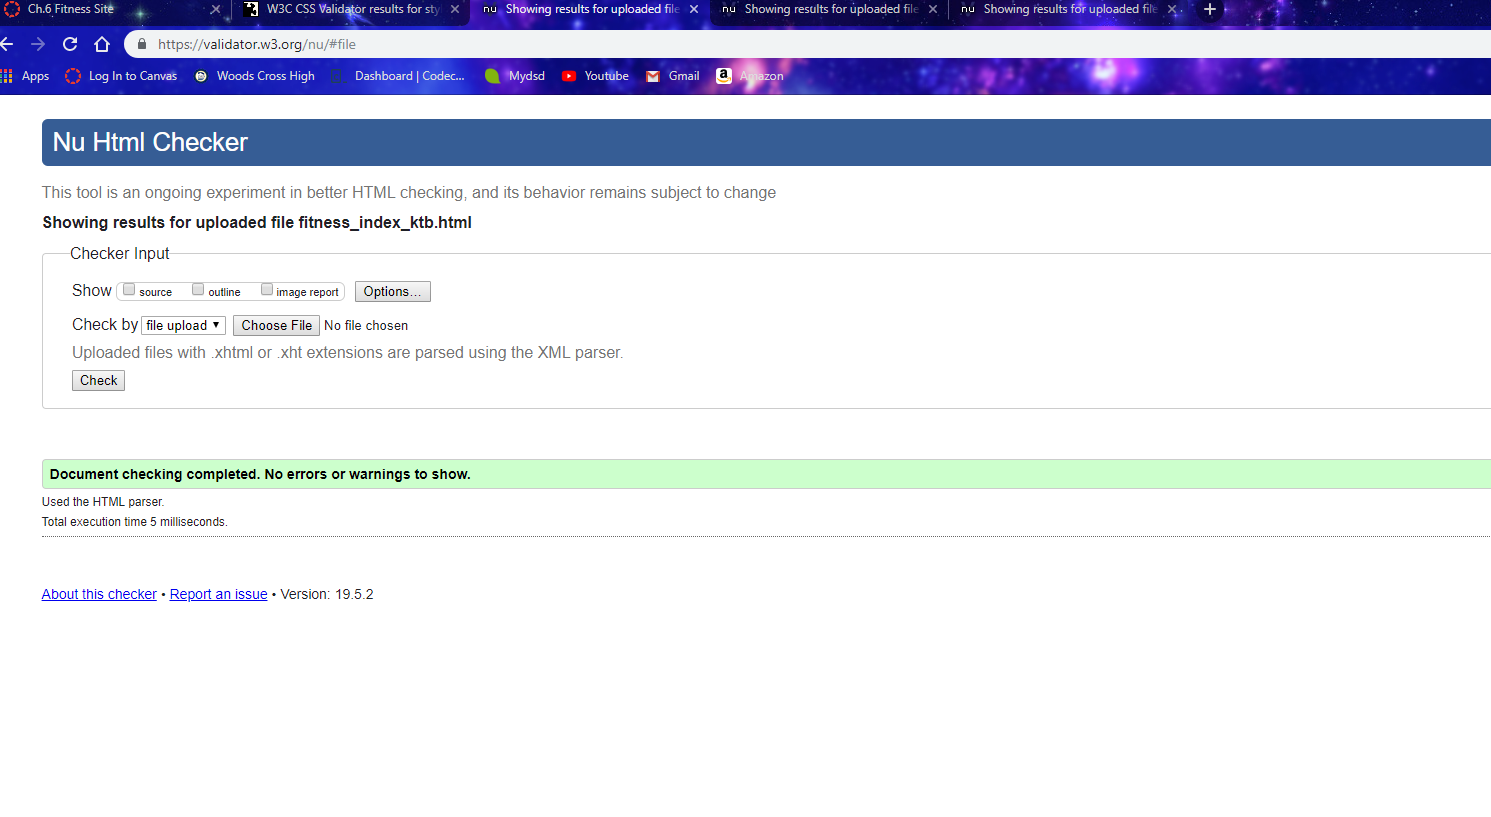 Ch.6 Fitness Site W3C CSS Validator results for sty Showing results for uploaded file Showing results for uploaded file Showing results for uploaded file
https://validator.w3.org/nu/#file
Apps Log In to Canvas Woods Cross High Dashboard | Codec... Mydsd Youtube Gmail Amazon
Nu Html Checker
This tool is an ongoing experiment in better HTML checking, and its behavior remains subject to change
Showing results for uploaded file fitness_index_ktb.html
Checker Input
Show source outline image report Options...
Check by file upload Choose File No file chosen
Uploaded files with .xhtml or .xht extensions are parsed using the XML parser.
Check
Document checking completed. No errors or warnings to show.
Used the HTML parser.
Total execution time 5 milliseconds.
About this checker • Report an issue • Version: 19.5.2